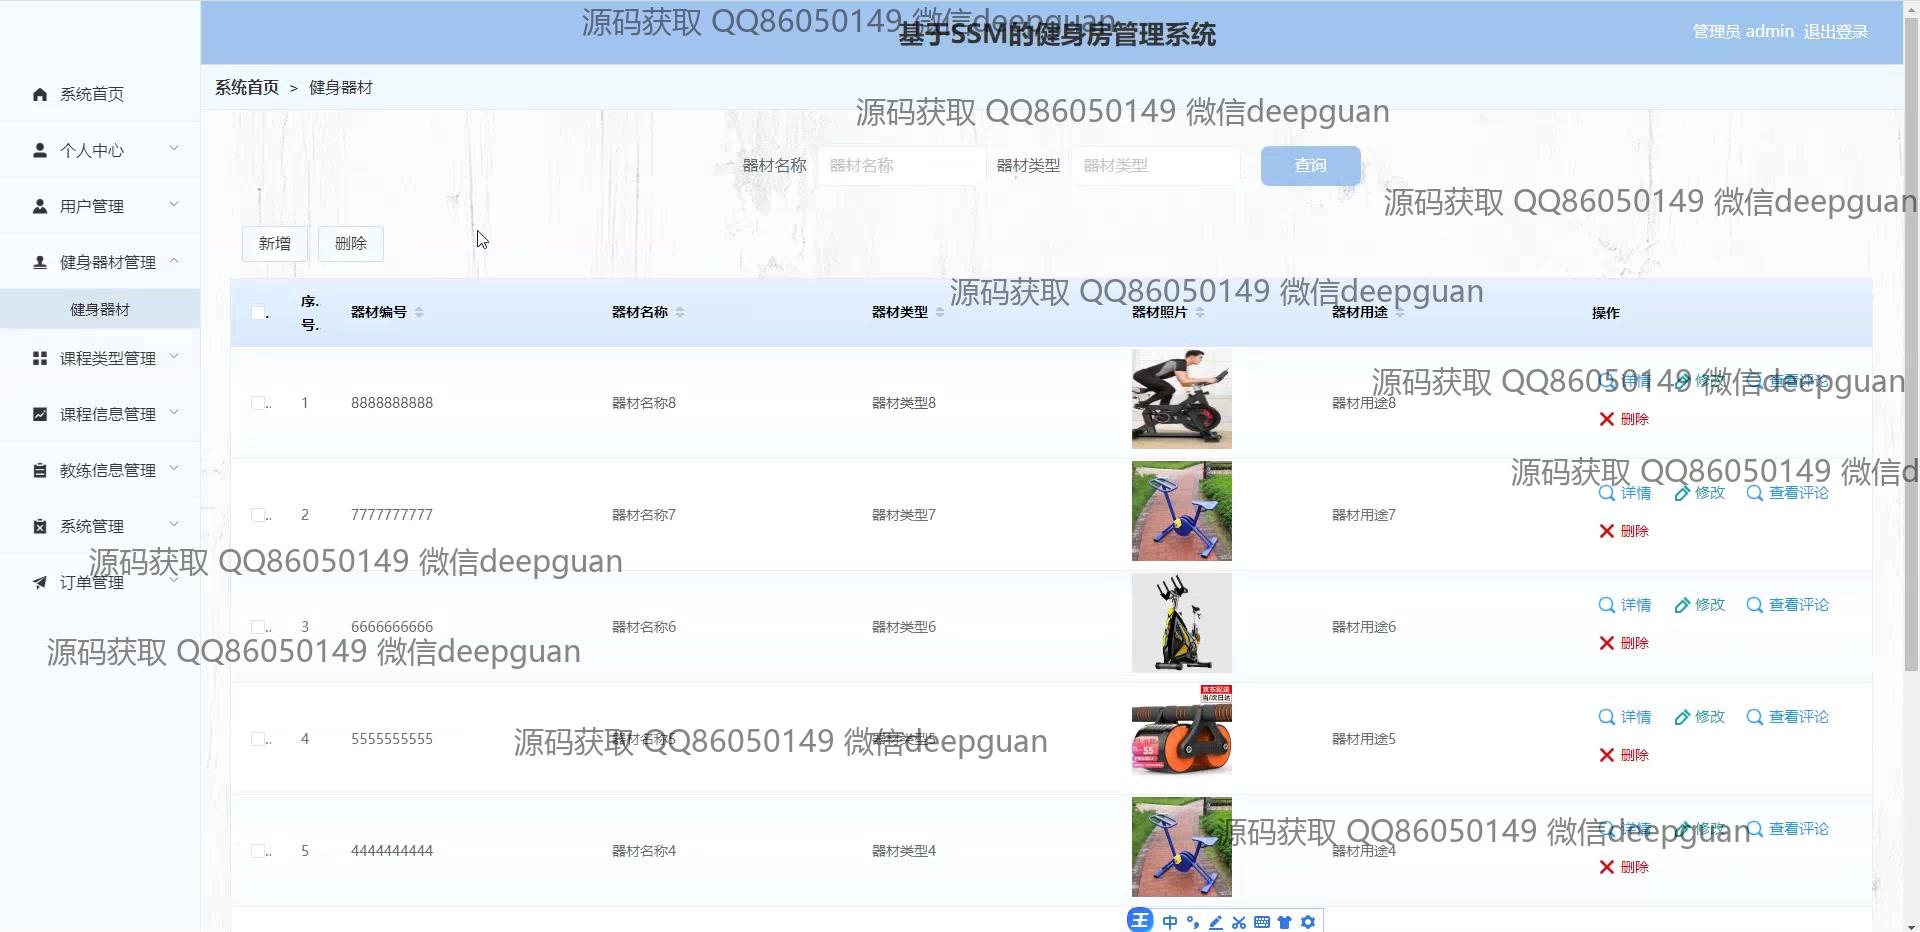 源码获取 QQ86050149 微信deepguan
基于SSM的健身房管理系统
管理员 admin 退出登录
系统首页
个人中心
用户管理
健身器材管理
健身器材
课程类型管理
课程信息管理
教练信息管理
系统管理
订单管理
系统首页 > 健身器材
源码获取 QQ86050149 微信deepguan
器材名称 器材名称 器材类型 器材类型 查询
源码获取 QQ86050149 微信deepguan
新增 删除
源码获取 QQ86050149 微信deepguan
序. 号. 器材编号 器材名称 器材类型 器材照片 器材用途 操作
源码获取 QQ86050149 微信deepguan
1 8888888888 器材名称8 器材类型8 器材用途8 详情 修改 查看评论
删除
源码获取 QQ86050149 微信d
2 7777777777 器材名称7 器材类型7 器材用途7 详情 修改 查看评论
删除
源码获取 QQ86050149 微信deepguan
3 6666666666 器材名称6 器材类型6 器材用途6 详情 修改 查看评论
删除
源码获取 QQ86050149 微信deepguan
4 5555555555 器材名称5 器材类型5 器材用途5 详情 修改 查看评论
删除
京东配送
当/次日达
55
源码获取 QQ86050149 微信deepguan
5 4444444444 器材名称4 器材类型4 器材用途4 详情 修改 查看评论
删除
源码获取 QQ86050149 微信deepguan
王 中